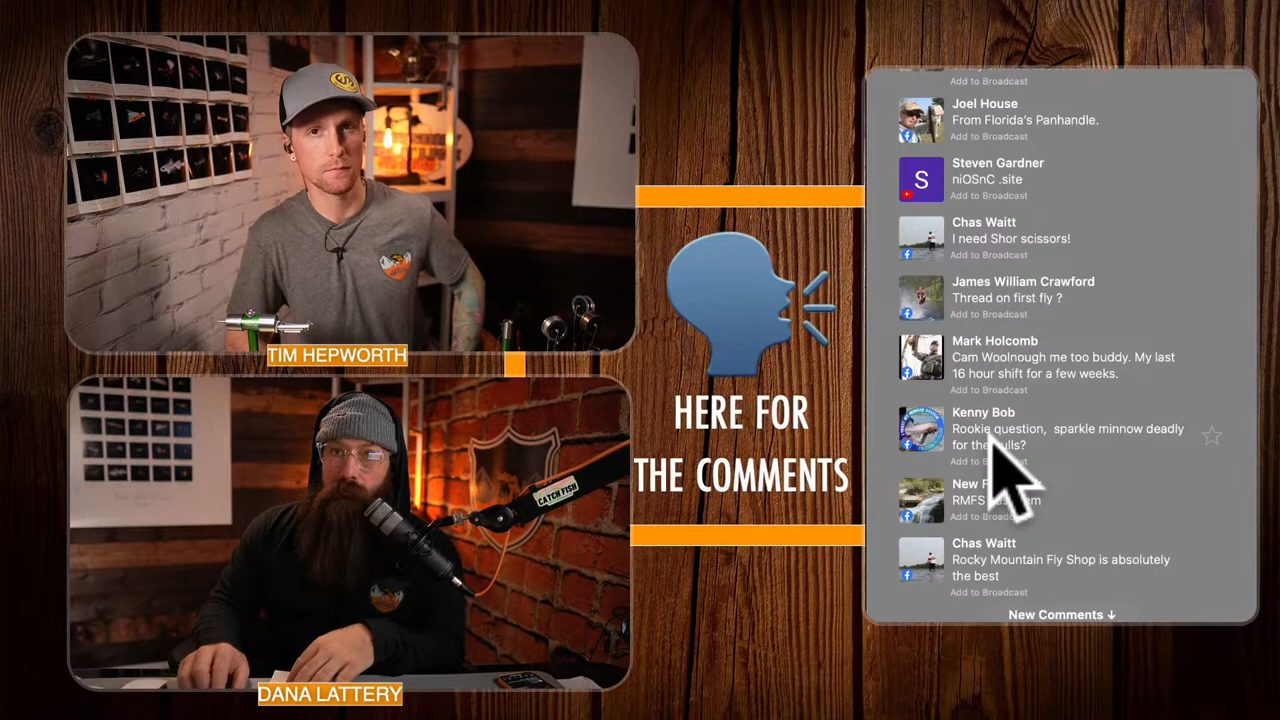 TIM HEPWORTH
CATCH FISH
DANA LATTERY
HERE FOR
THE COMMENTS
Add to Broadcast
Joel House
From Florida's Panhandle.
Add to Broadcast
S
Steven Gardner
niOSnC .site
Add to Broadcast
Chas Waitt
I need Shor scissors!
Add to Broadcast
James William Crawford
Thread on first fly ?
Add to Broadcast
Mark Holcomb
Cam Woolnough me too buddy. My last
16 hour shift for a few weeks.
Add to Broadcast
Kenny Bob
Rookie question, sparkle minnow deadly
for the
Add to
New
RMFS
Add to
Chas Waitt
Rocky Mountain Fly Shop is absolutely
the best
Add to Broadcast
New Comments ↓